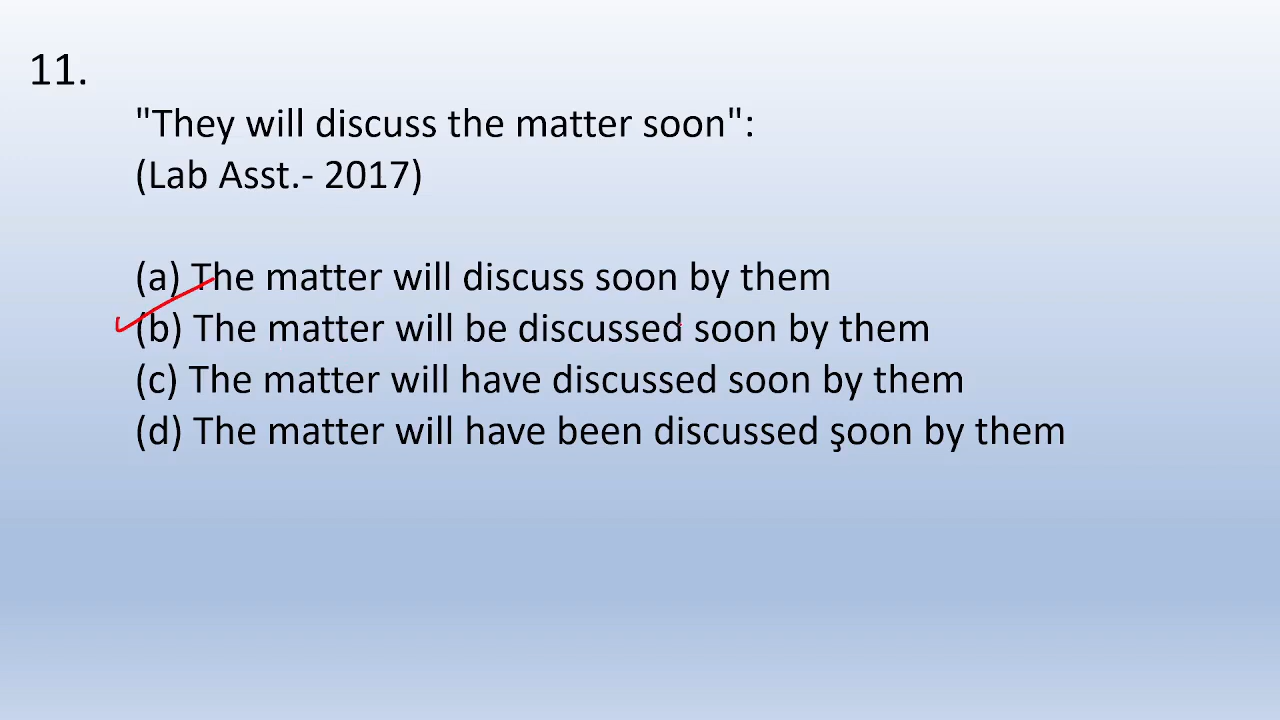 11.
"They will discuss the matter soon":
(Lab Asst.- 2017)
(a) The matter will discuss soon by them
(b) The matter will be discussed soon by them
(c) The matter will have discussed soon by them
(d) The matter will have been discussed şoon by them